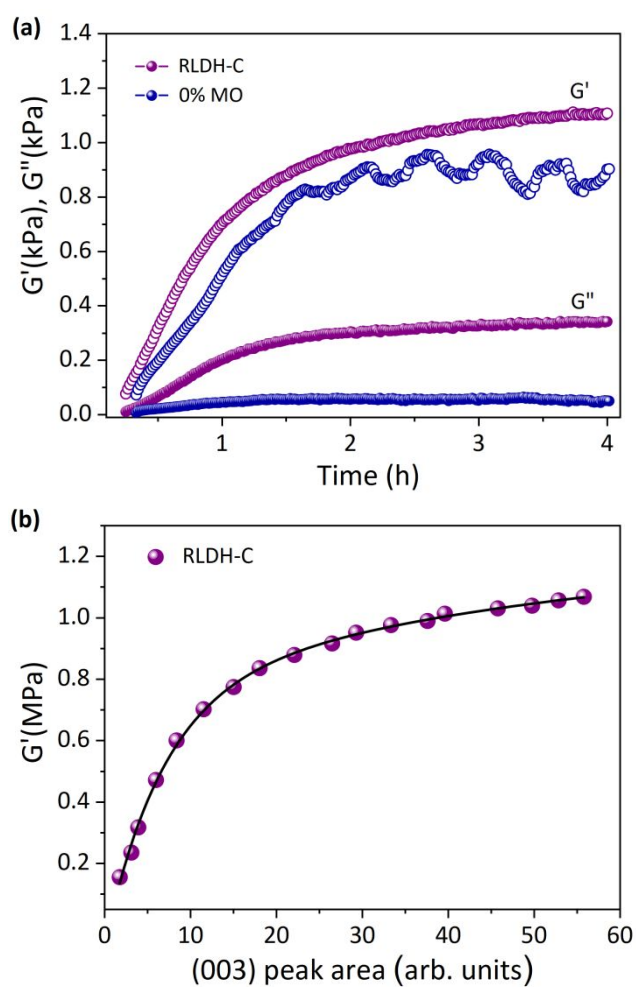 (a)
1.4
1.2
1.0
0.8
0.6
0.4
0.2
0.0
G'(kPa), G''(kPa)
RLDH-C
0% MO
G'
G''
1 2 3 4
Time (h)
(b)
1.2
1.0
0.8
0.6
0.4
0.2
G'(MPa)
RLDH-C
0 10 20 30 40 50 60
(003) peak area (arb. units)